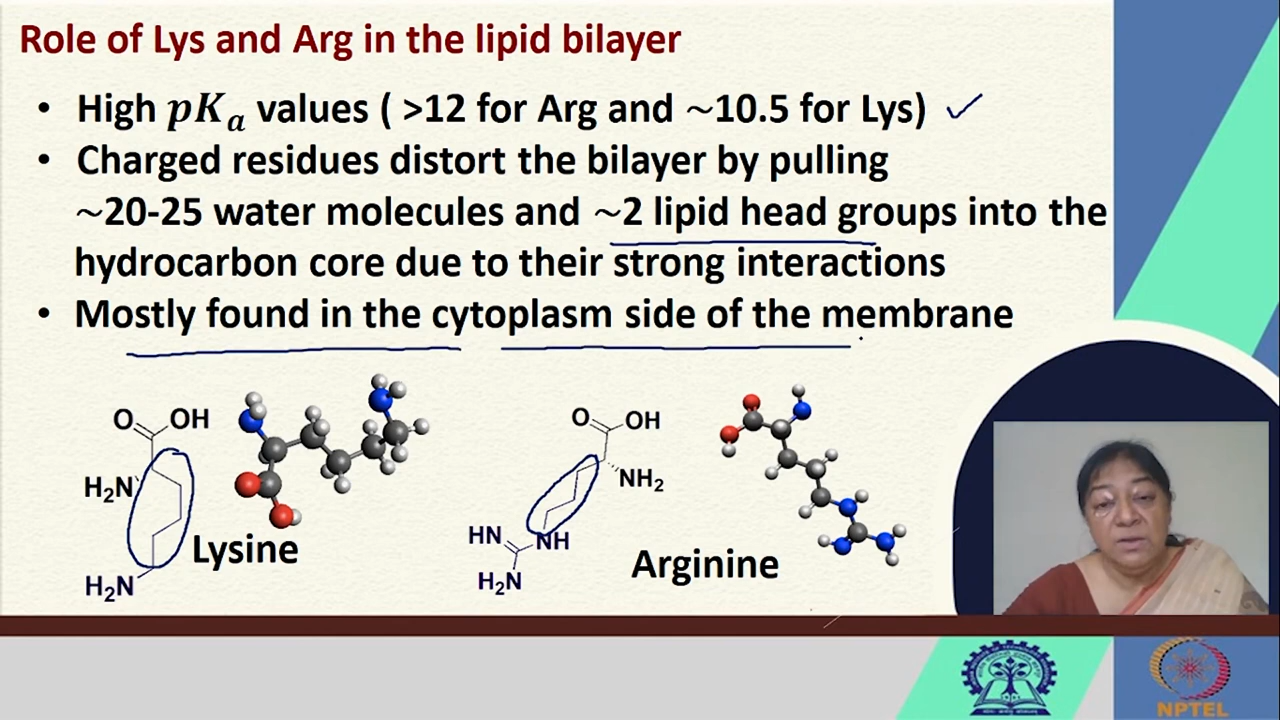 Role of Lys and Arg in the lipid bilayer
• High pKₐ values ( >12 for Arg and ~10.5 for Lys)
• Charged residues distort the bilayer by pulling
~20-25 water molecules and ~2 lipid head groups into the
hydrocarbon core due to their strong interactions
• Mostly found in the cytoplasm side of the membrane
O OH
H₂N
H₂N
Lysine
O OH
NH₂
HN NH
H₂N
Arginine
NPTEL